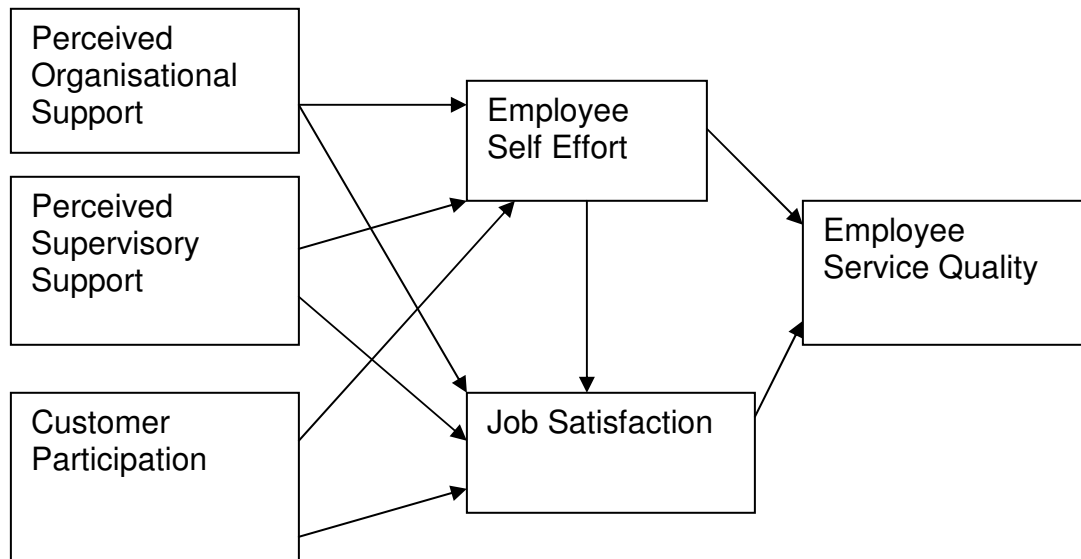 Perceived
Organisational
Support
Employee
Self Effort
Perceived
Supervisory
Support
Employee
Service Quality
Customer
Participation
Job Satisfaction